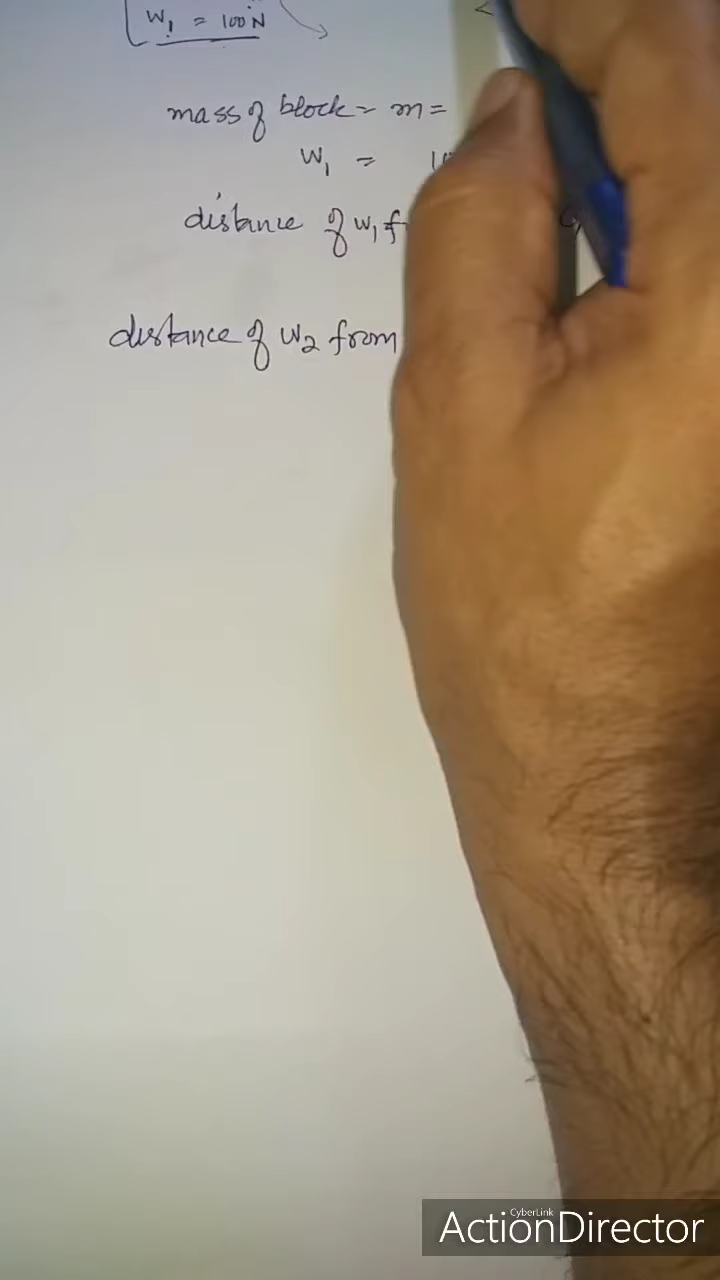 W₁ = 100 N
mass of block = m =
W₁ =
distance of w₁ f
distance of w₂ from
CyberLink
ActionDirector